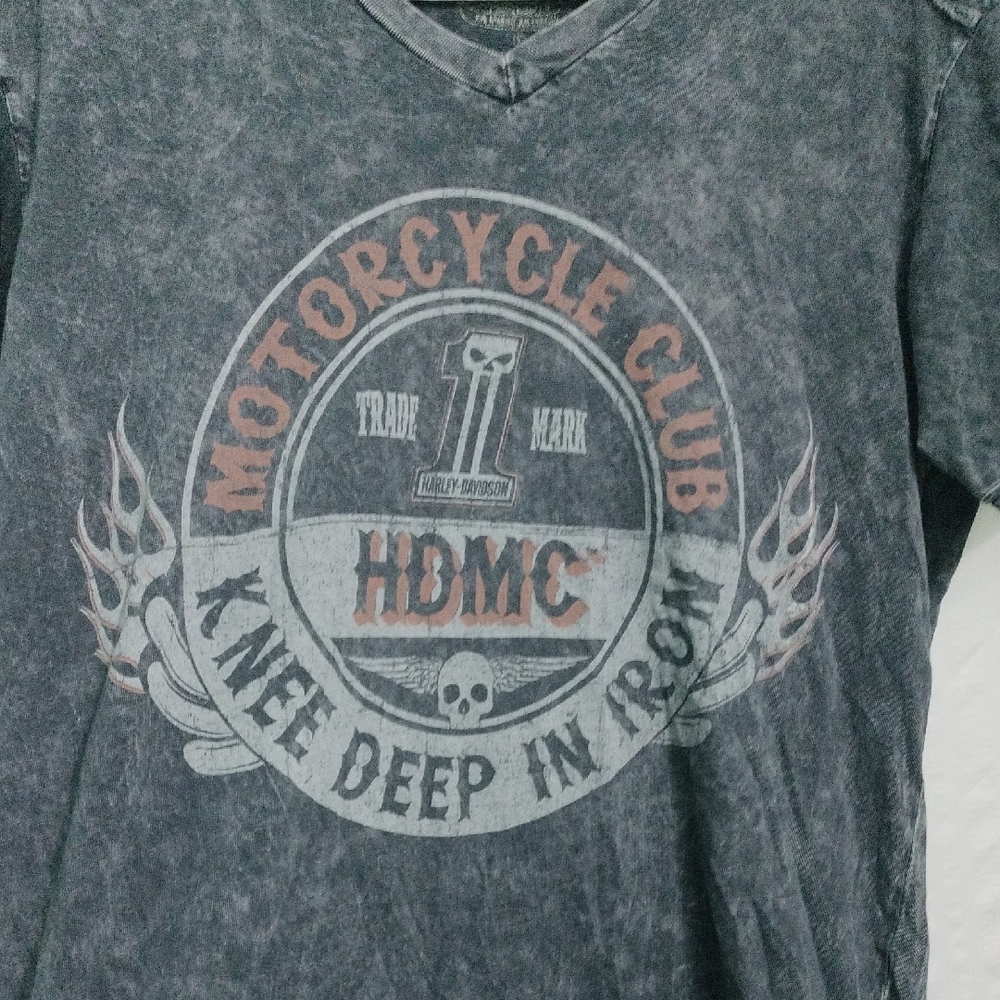 MOTORCYCLE CLUB
TRADE MARK
HARLEY-DAVIDSON
HDMC
KNEE DEEP IN IRON